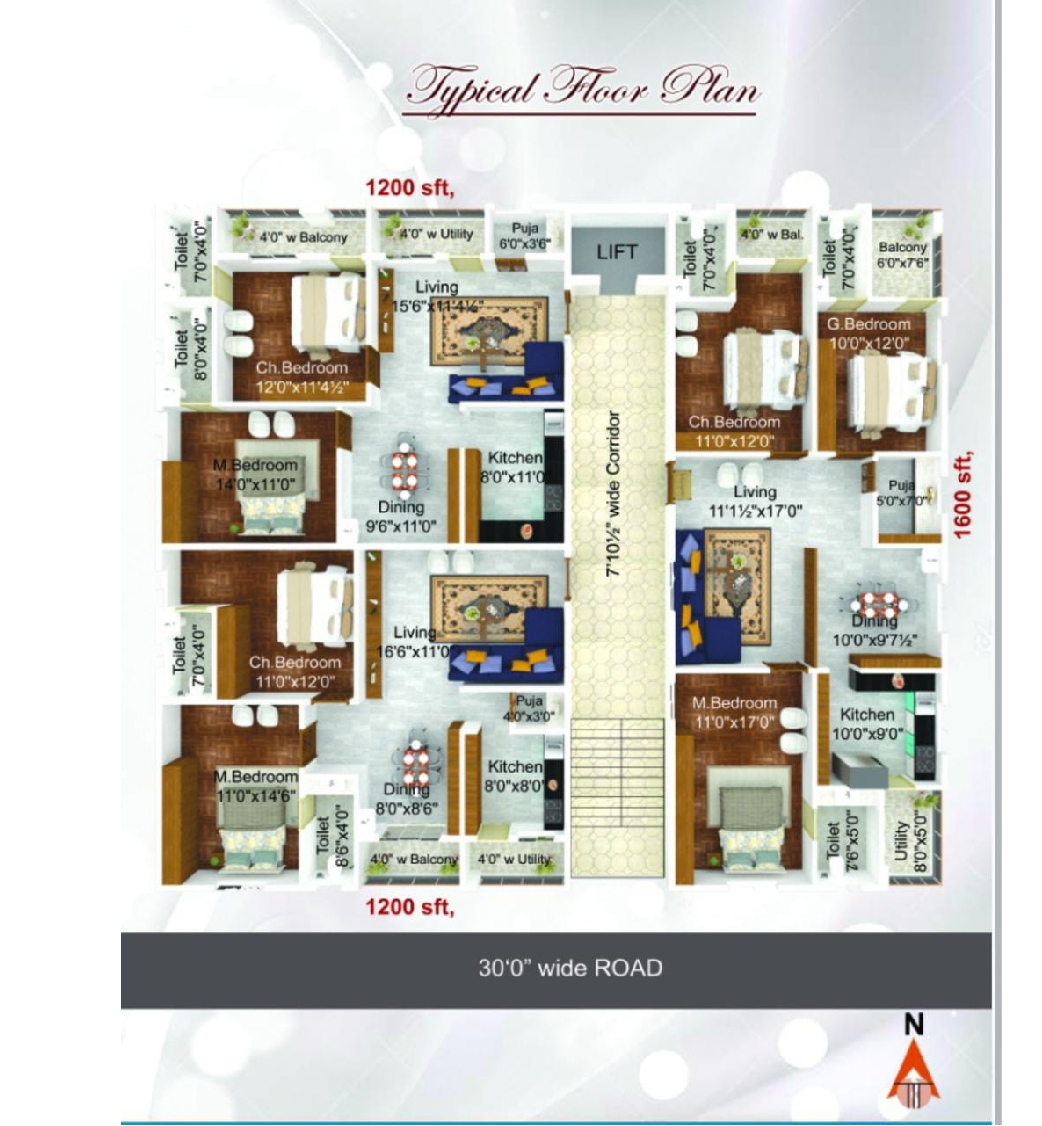 Typical Floor Plan
1200 sft,
Toilet
7'0"x4'0"
4'0" w Balcony
4'0" w Utility
Puja
6'0"x3'6"
LIFT
Toilet
7'0"x4'0"
4'0" w Bal.
Toilet
7'0"x4'0"
Balcony
6'0"x7'6"
Living
15'6"x11'4½"
Toilet
8'0"x4'0"
Ch.Bedroom
12'0"x11'4½"
G.Bedroom
10'0"x12'0"
Ch.Bedroom
11'0"x12'0"
M.Bedroom
14'0"x11'0"
Kitchen
8'0"x11'0"
Dining
9'6"x11'0"
7'10½" wide Corridor
Living
11'1½"x17'0"
Puja
5'0"x7'0"
1600 sft,
Toilet
7'0"x4'0"
Living
16'6"x11'0"
Ch.Bedroom
11'0"x12'0"
Dining
10'0"x9'7½"
Puja
4'0"x3'0"
M.Bedroom
11'0"x17'0"
Kitchen
10'0"x9'0"
M.Bedroom
11'0"x14'6"
Dining
8'0"x8'6"
Kitchen
8'0"x8'0"
Toilet
8'6"x4'0"
4'0" w Balcony
4'0" w Utility
Toilet
7'6"x5'0"
Utility
8'0"x5'0"
1200 sft,
30'0" wide ROAD
N